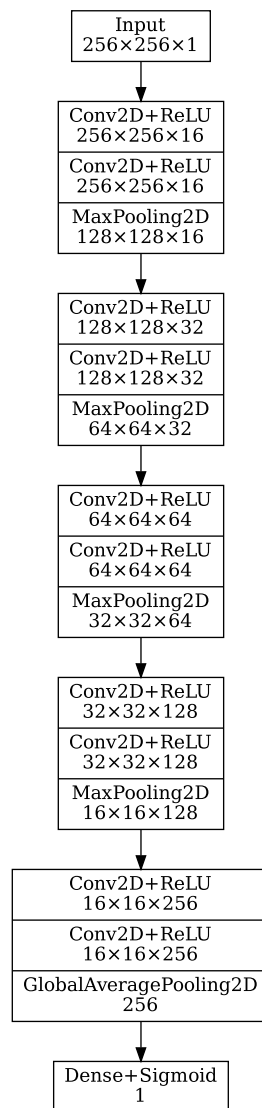 Input
256×256×1
Conv2D+ReLU
256×256×16
Conv2D+ReLU
256×256×16
MaxPooling2D
128×128×16
Conv2D+ReLU
128×128×32
Conv2D+ReLU
128×128×32
MaxPooling2D
64×64×32
Conv2D+ReLU
64×64×64
Conv2D+ReLU
64×64×64
MaxPooling2D
32×32×64
Conv2D+ReLU
32×32×128
Conv2D+ReLU
32×32×128
MaxPooling2D
16×16×128
Conv2D+ReLU
16×16×256
Conv2D+ReLU
16×16×256
GlobalAveragePooling2D
256
Dense+Sigmoid
1